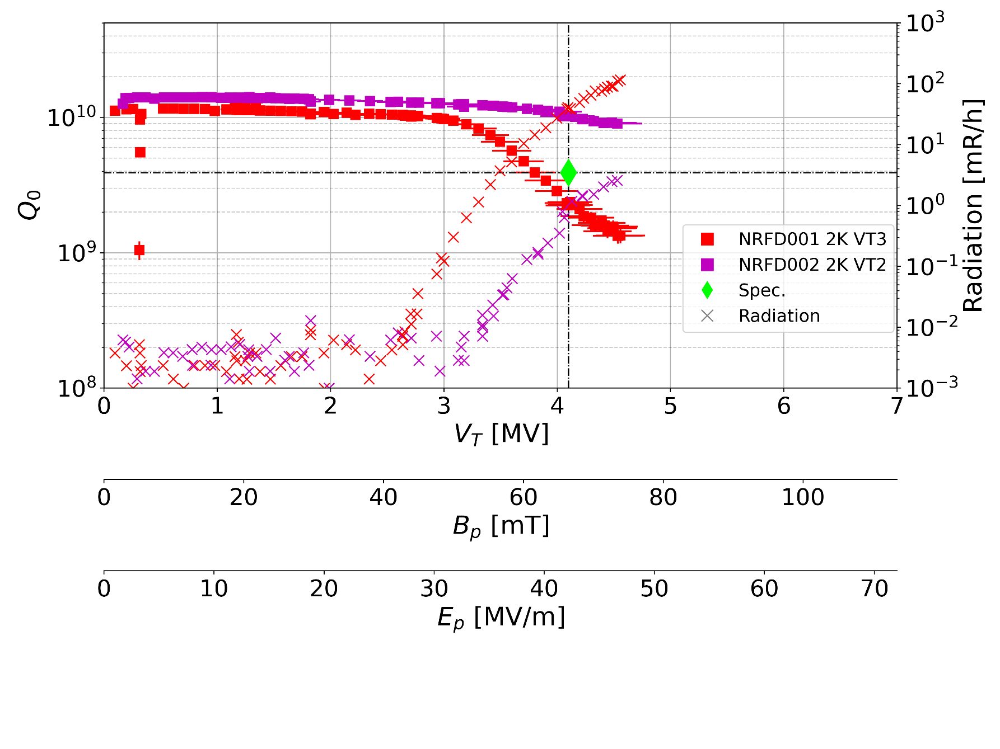 10³
10²
10¹⁰
10¹
Q₀
10⁰
Radiation [mR/h]
NRFD001 2K VT3
10⁹
NRFD002 2K VT2
10⁻¹
Spec.
Radiation
10⁻²
10⁸
10⁻³
0 1 2 3 4 5 6 7
V_T [MV]
0 20 40 60 80 100
B_p [mT]
0 10 20 30 40 50 60 70
E_p [MV/m]